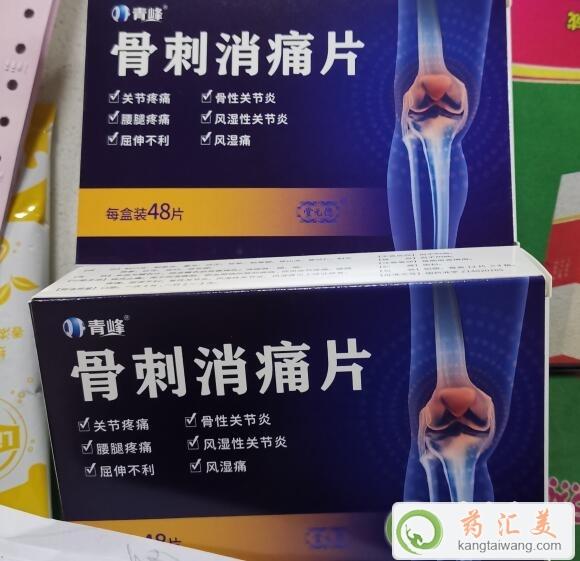 青峰®
骨刺消痛片
关节疼痛 骨性关节炎
腰腿疼痛 风湿性关节炎
屈伸不利 风湿痛
每盒装48片
青峰®
骨刺消痛片
关节疼痛 骨性关节炎
腰腿疼痛 风湿性关节炎
屈伸不利 风湿痛
48片
药汇美
kangtaiwang.com